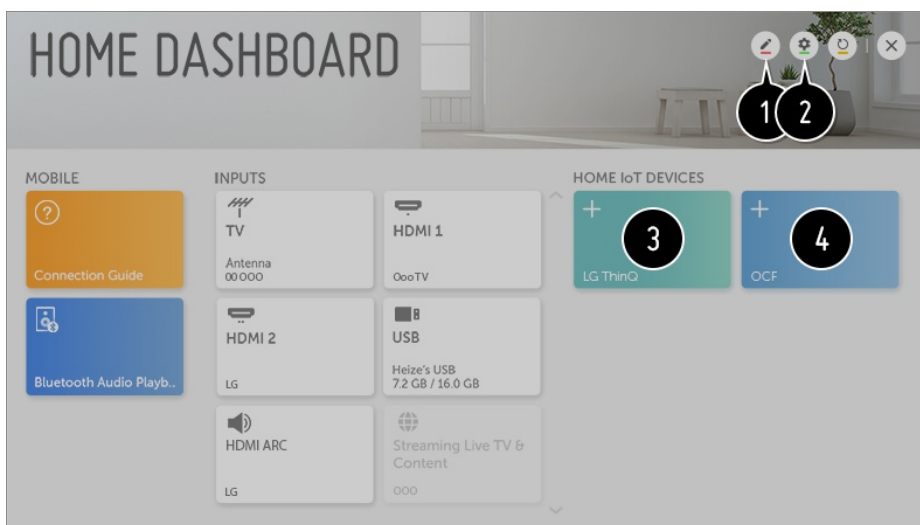 HOME DASHBOARD
1
2
MOBILE
INPUTS
HOME IoT DEVICES
Connection Guide
TV
Antenna
00 000
HDMI 1
OooTV
3
LG ThinQ
4
OCF
Bluetooth Audio Playb..
HDMI 2
LG
USB
Heize's USB
7.2 GB / 16.0 GB
HDMI ARC
LG
Streaming Live TV &
Content
000